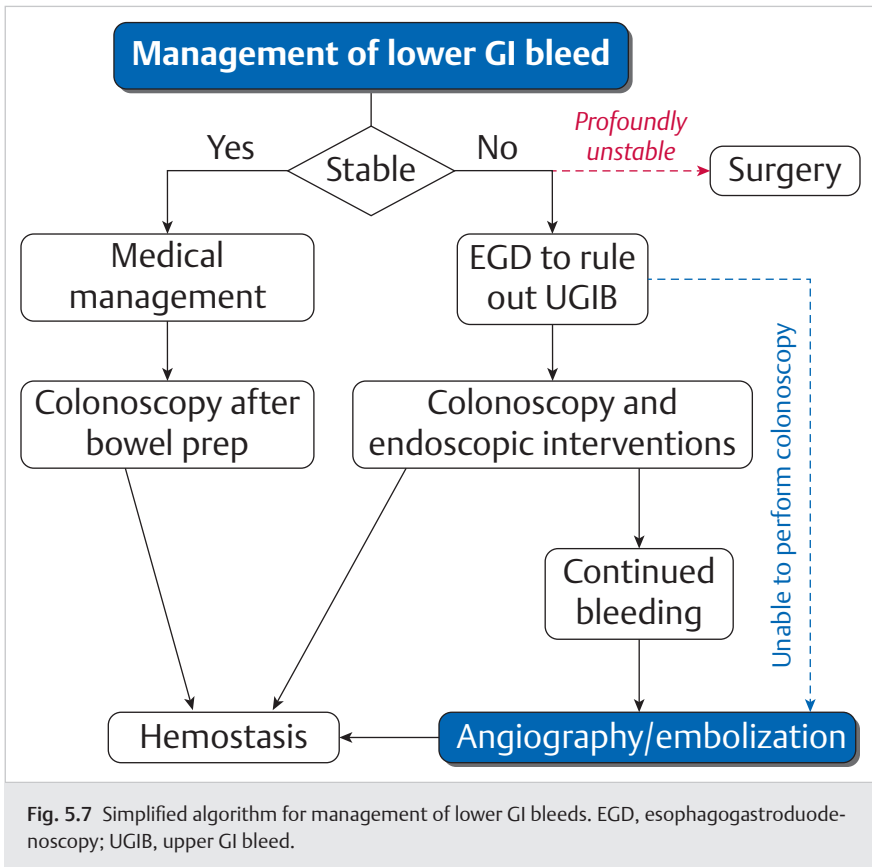 Management of lower GI bleed
Yes
Stable
No
Profoundly
unstable
Surgery
Medical
management
EGD to rule
out UGIB
Colonoscopy after
bowel prep
Colonoscopy and
endoscopic interventions
Unable to perform colonoscopy
Continued
bleeding
Hemostasis
Angiography/embolization
Fig. 5.7 Simplified algorithm for management of lower GI bleeds. EGD, esophagogastroduode-
noscopy; UGIB, upper GI bleed.